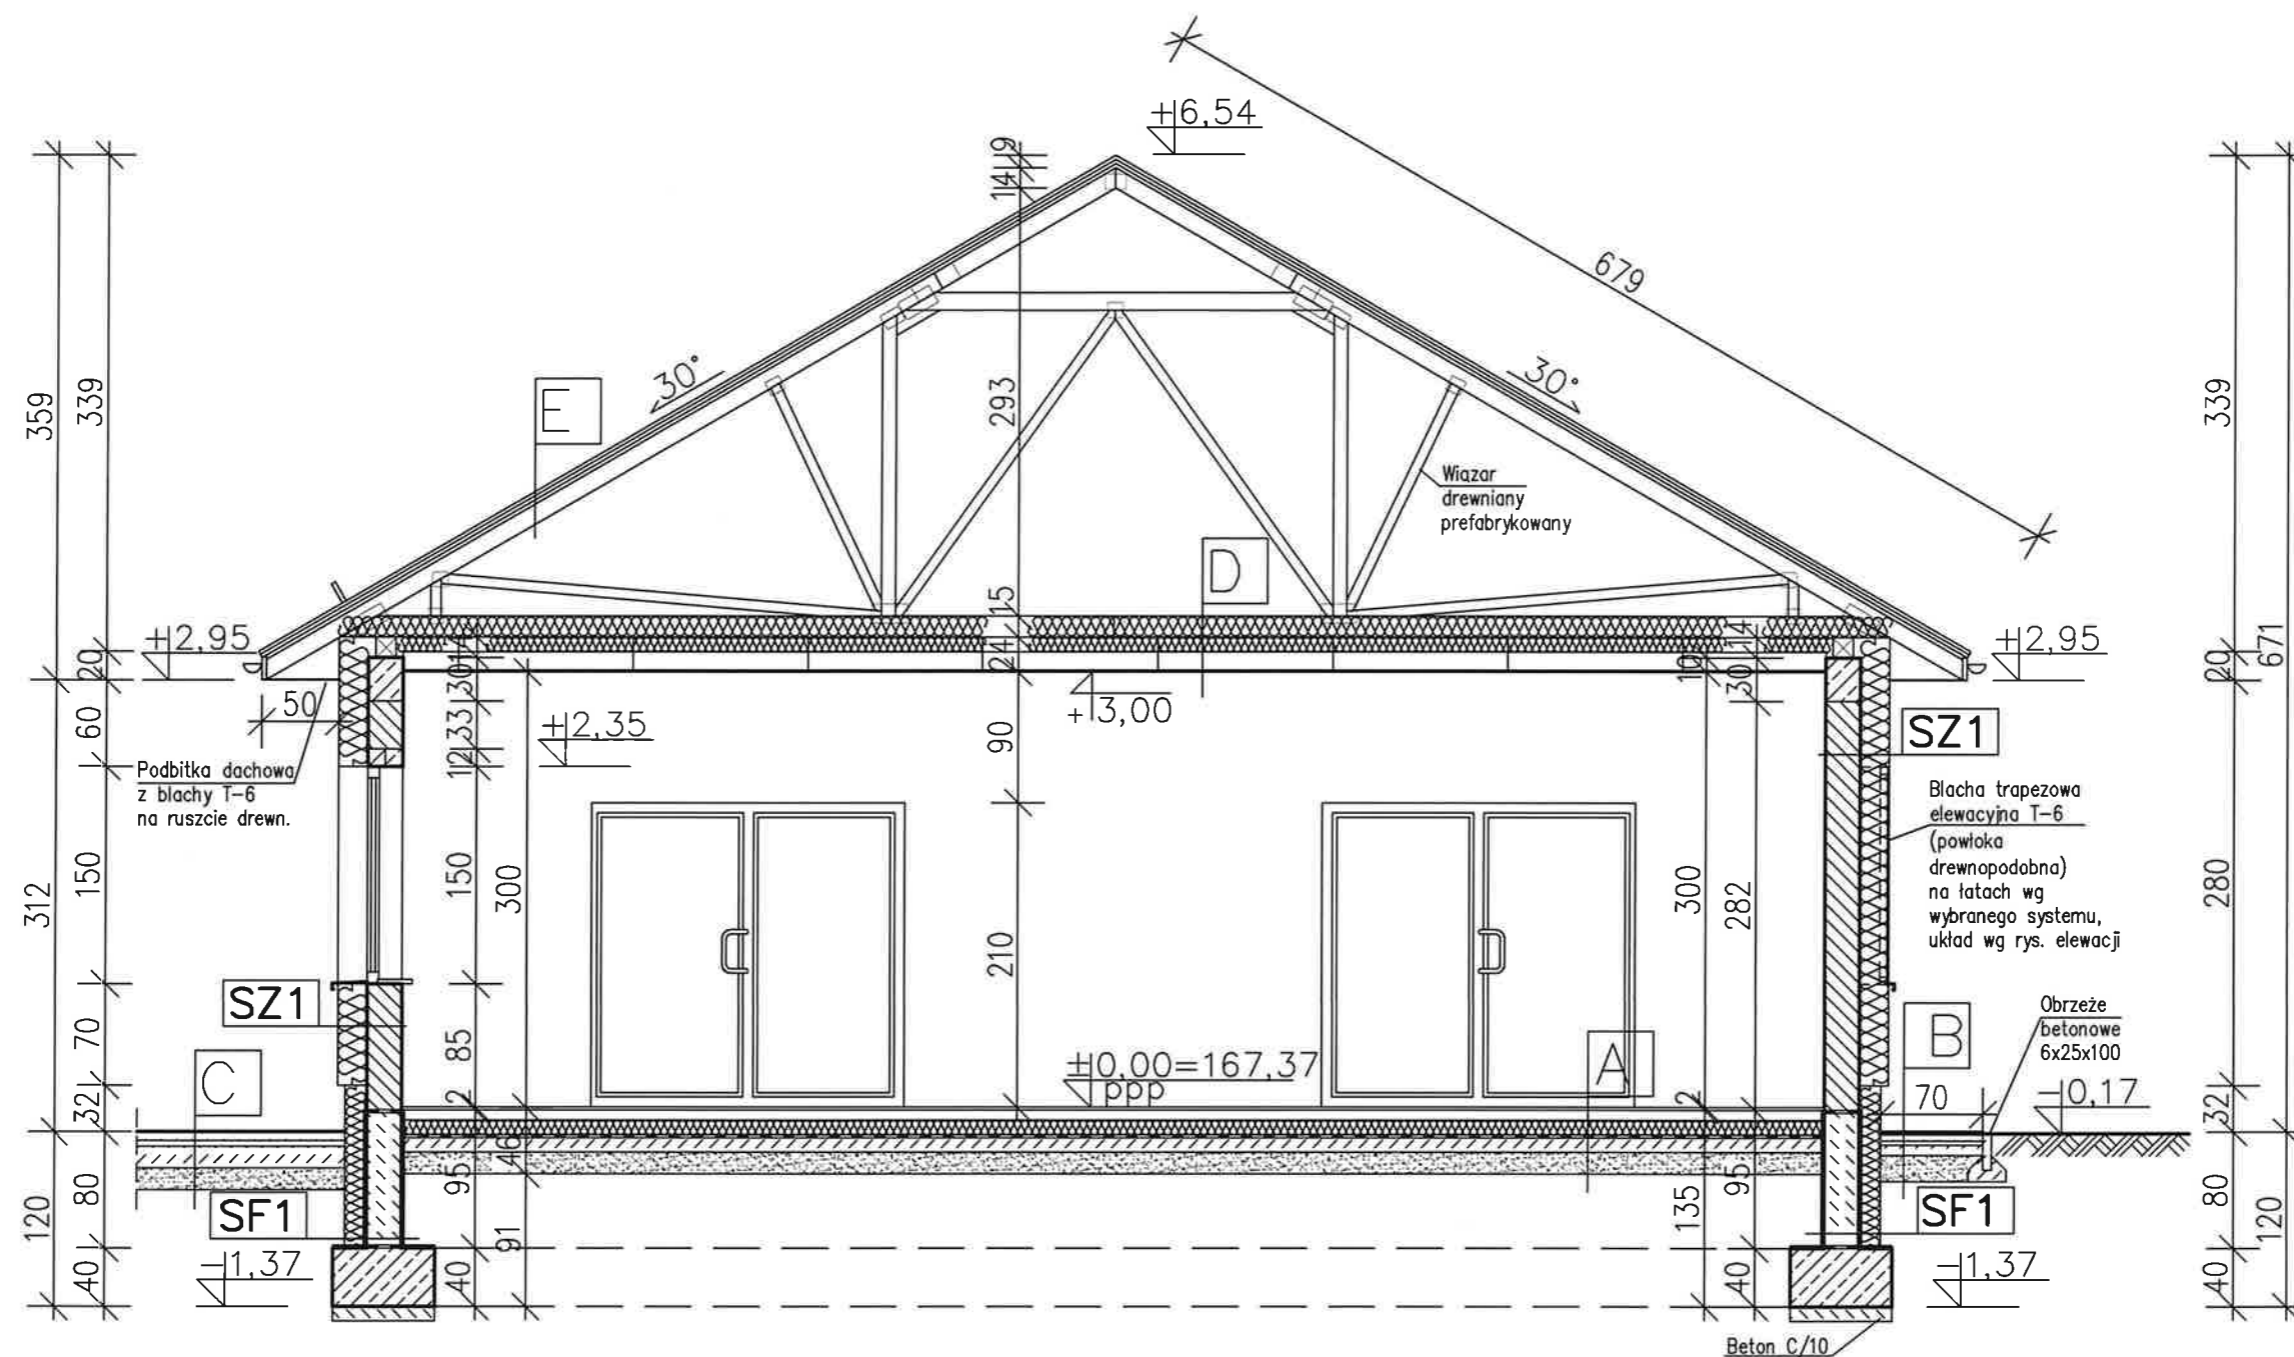 +6,54
9
14
679
30°
30°
E
D
293
359
339
339
671
Wiązar
drewniany
prefabrykowany
15
24
14
+2,95
+2,95
20
20
30
10
30
50
+3,00
+2,35
33
12
60
90
SZ1
Podbitka dachowa
z blachy T-6
na ruszcie drewn.
Blacha trapezowa
elewacyjna T-6
(powłoka
drewnopodobna)
na łatach wg
wybranego systemu,
układ wg rys. elewacji
150
150
300
312
210
300
282
280
SZ1
70
85
C
A
B
Obrzeże
betonowe
6x25x100
±0,00=167,37
ppp
32
2
2
70
-0,17
32
46
95
95
80
80
120
120
SF1
SF1
91
135
-1,37
-1,37
40
40
40
40
Beton C/10